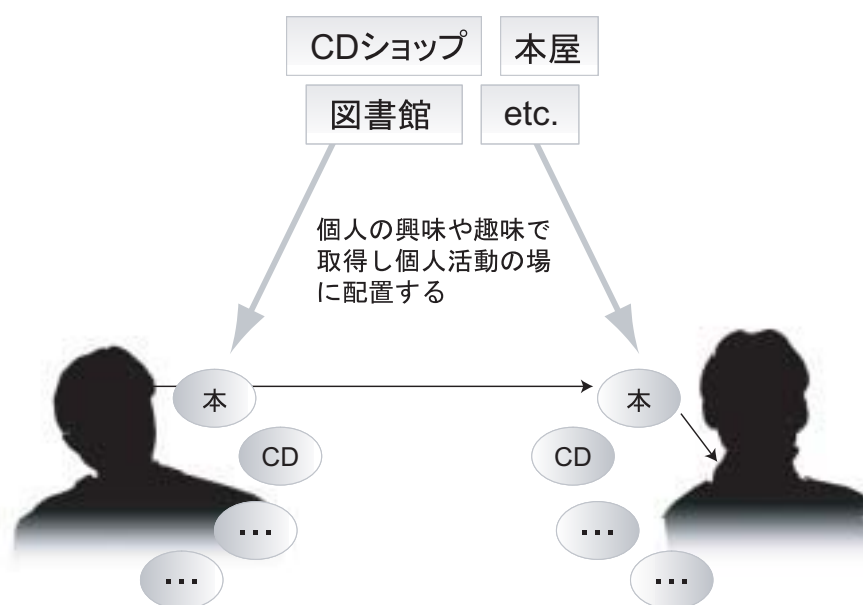 CDショップ
本屋
図書館
etc.
個人の興味や趣味で
取得し個人活動の場
に配置する
本
本
CD
CD
...
...
...
...